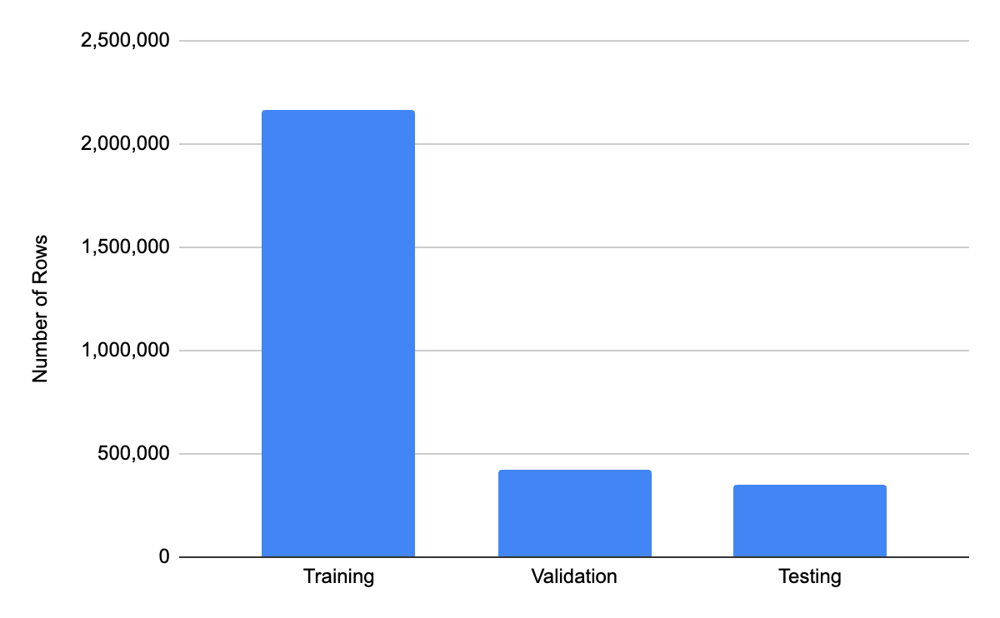 2,500,000
2,000,000
1,500,000
1,000,000
500,000
0
Number of Rows
Training
Validation
Testing